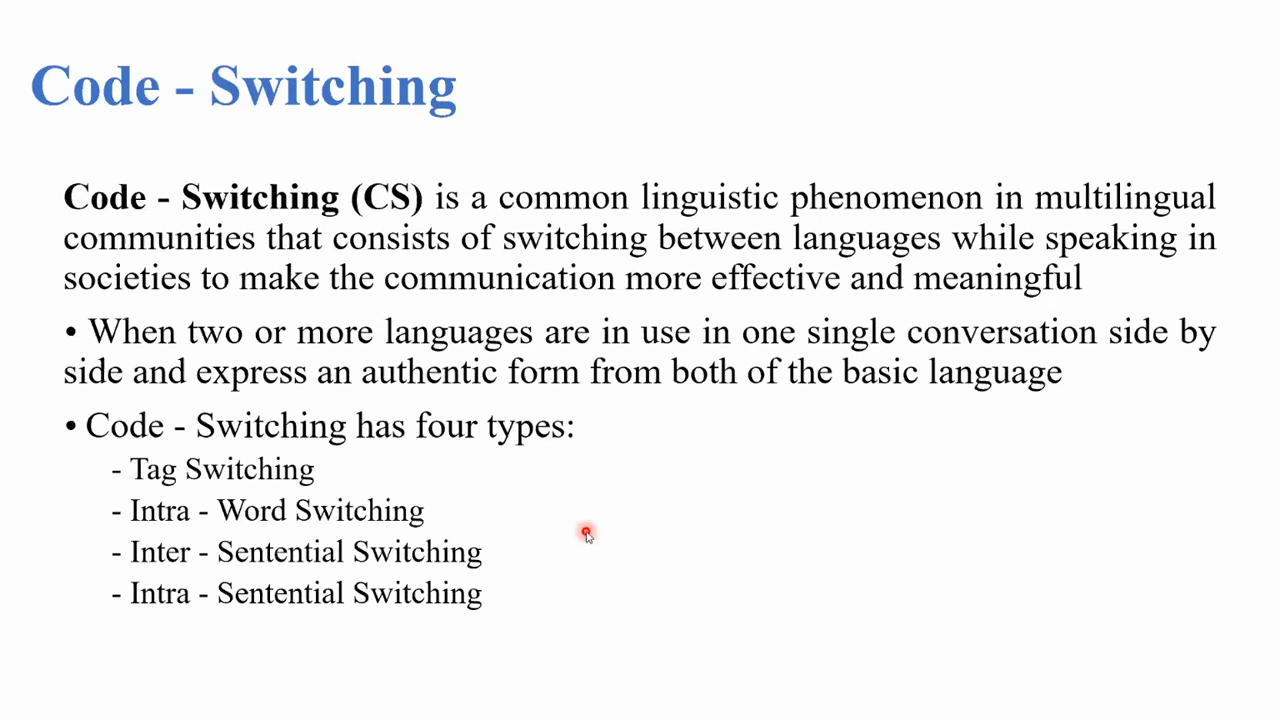 Code - Switching
Code - Switching (CS) is a common linguistic phenomenon in multilingual
communities that consists of switching between languages while speaking in
societies to make the communication more effective and meaningful
• When two or more languages are in use in one single conversation side by
side and express an authentic form from both of the basic language
• Code - Switching has four types:
- Tag Switching
- Intra - Word Switching
- Inter - Sentential Switching
- Intra - Sentential Switching